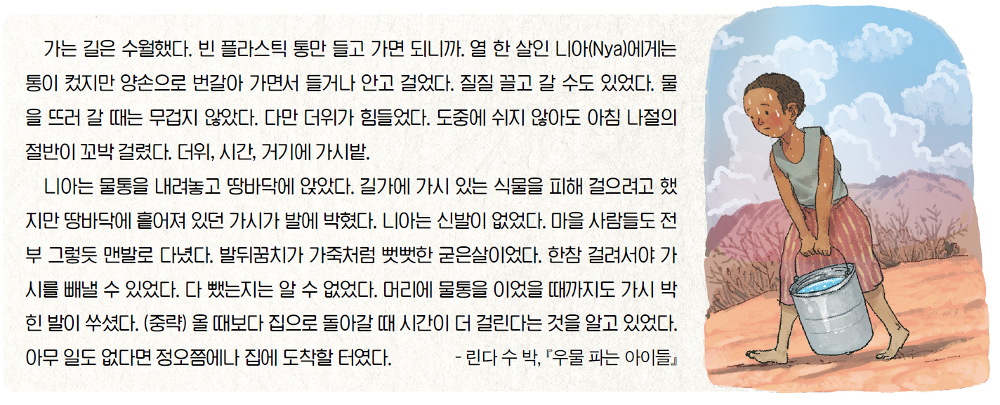 가는 길은 수월했다. 빈 플라스틱 통만 들고 가면 되니까. 열 한 살인 니아(Nya)에게는
통이 컸지만 양손으로 번갈아 가면서 들거나 안고 걸었다. 질질 끌고 갈 수도 있었다. 물
을 뜨러 갈 때는 무겁지 않았다. 다만 더위가 힘들었다. 도중에 쉬지 않아도 아침 나절의
절반이 꼬박 걸렸다. 더위, 시간, 거기에 가시밭.
니아는 물통을 내려놓고 땅바닥에 앉았다. 길가에 가시 있는 식물을 피해 걸으려고 했
지만 땅바닥에 흩어져 있던 가시가 발에 박혔다. 니아는 신발이 없었다. 마을 사람들도 전
부 그렇듯 맨발로 다녔다. 발뒤꿈치가 가죽처럼 뻣뻣한 굳은살이었다. 한참 걸려서야 가
시를 빼낼 수 있었다. 다 뺐는지는 알 수 없었다. 머리에 물통을 이었을 때까지도 가시 박
힌 발이 쑤셨다. (중략) 올 때보다 집으로 돌아갈 때 시간이 더 걸린다는 것을 알고 있었다.
아무 일도 없다면 정오쯤에나 집에 도착할 터였다. - 린다 수 박, 『우물 파는 아이들』